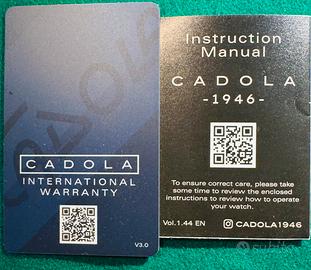 CADOLA
CADOLA
INTERNATIONAL
WARRANTY
V3.0
Instruction
Manual
CADOLA
-1946-
To ensure correct care, please take
some time to review the enclosed
instructions to review how to operate
your watch.
Vol.1.44 EN
CADOLA1946
subito